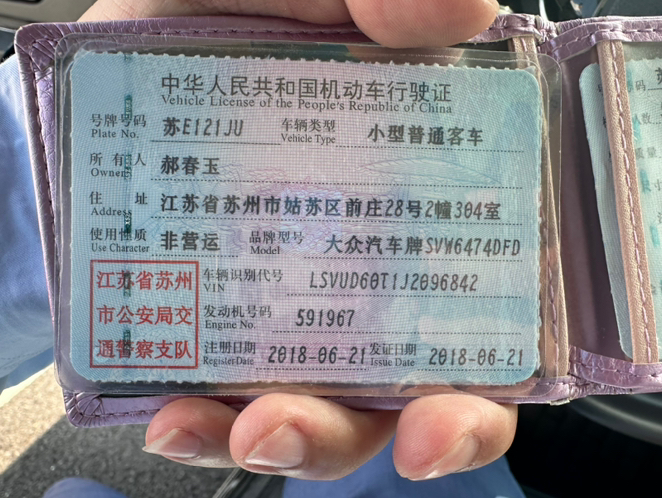 中华人民共和国机动车行驶证
Vehicle License of the People's Republic of China
号牌号码 苏E121JU 车辆类型 小型普通客车
Plate No. Vehicle Type
所有人 郝春玉
Owner
住址 江苏省苏州市姑苏区前庄28号2幢304室
Address
使用性质 非营运 品牌型号 大众汽车牌SVW6474DFD
Use Character Model
江苏省苏州 车辆识别代号 LSVUD60T1J2096842
VIN
市公安局交 发动机号码 591967
Engine No.
通警察支队 注册日期 2018-06-21 发证日期 2018-06-21
Register Date Issue Date